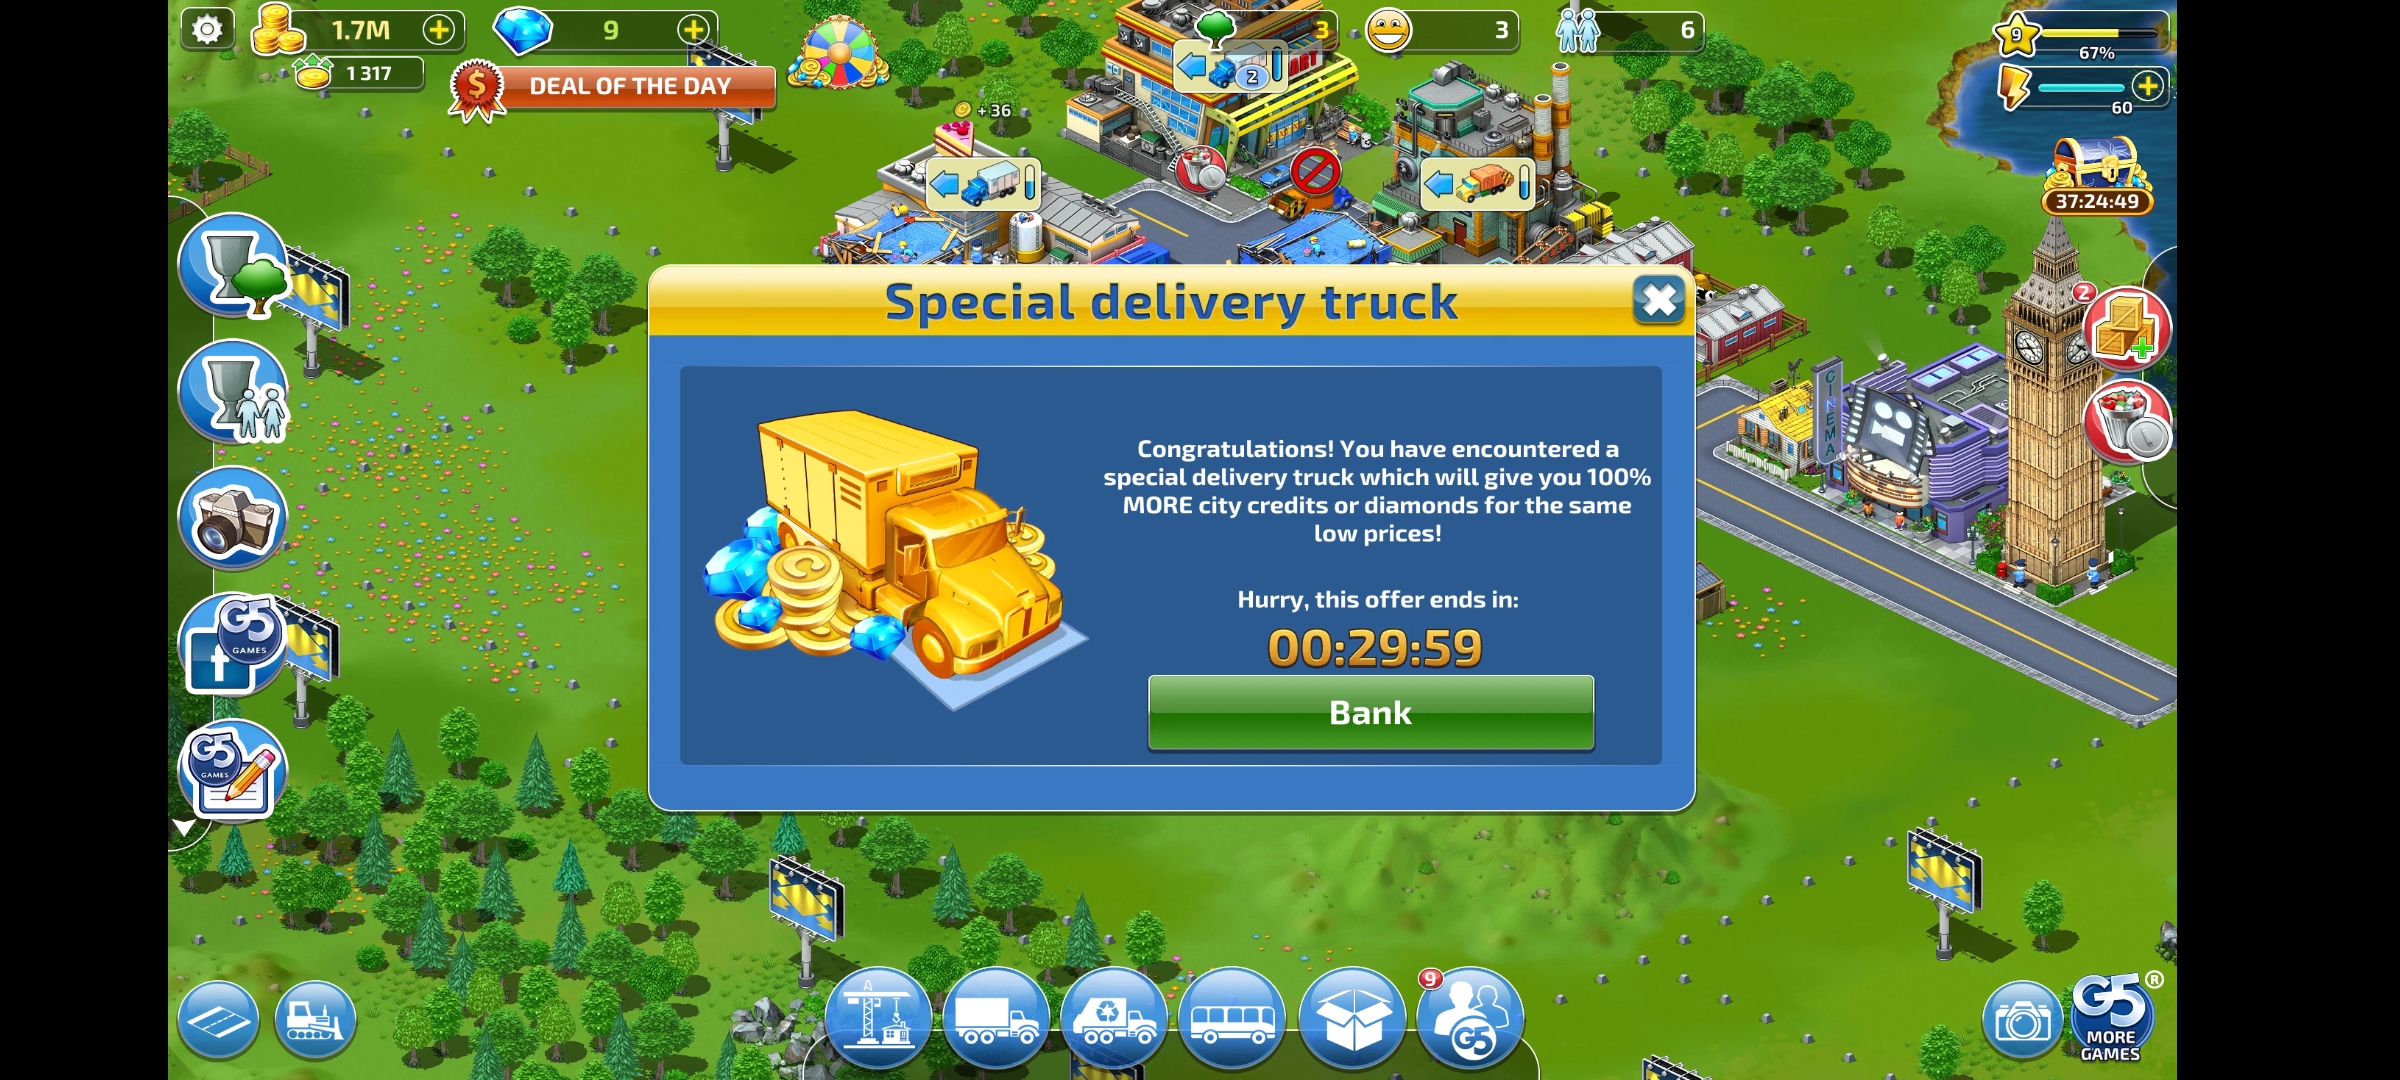 1.7M
9
3
3
6
9
67%
1 317
DEAL OF THE DAY
60
2
ART
+ 36
37:24:49
2
Special delivery truck
CINEMA
Congratulations! You have encountered a
special delivery truck which will give you 100%
MORE city credits or diamonds for the same
low prices!
Hurry, this offer ends in:
00:29:59
Bank
G5
GAMES
f
G5
GAMES
A
9
G5
G5 ®
MORE
GAMES